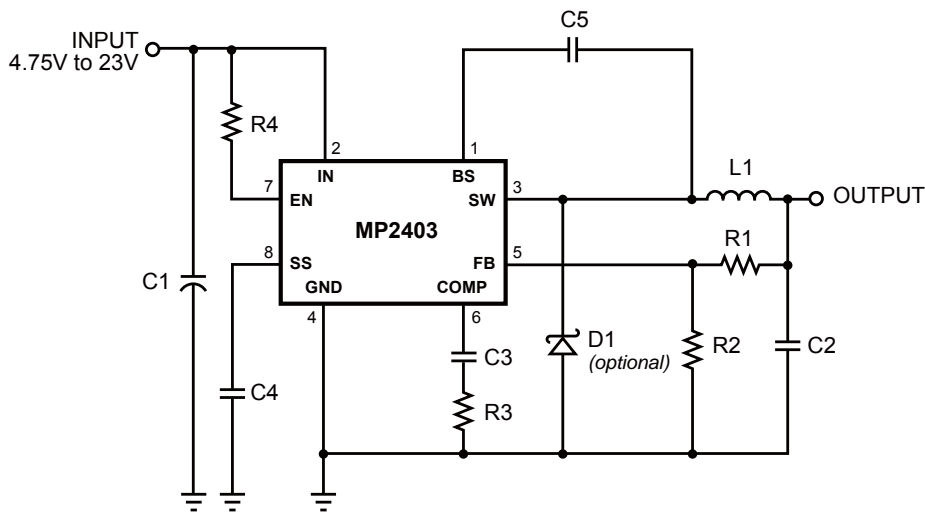 C5
INPUT
4.75V to 23V
R4
2
1
IN
BS
L1
7
EN
SW
3
OUTPUT
MP2403
R1
8
SS
FB
5
C1
GND
COMP
4
6
D1
(optional)
R2
C2
C3
C4
R3